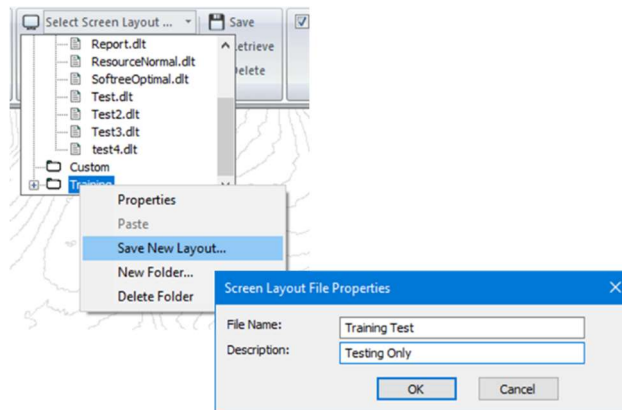 Select Screen Layout ...
Save
Report.dlt
etrieve
ResourceNormal.dlt
elete
SoftreeOptimal.dlt
Test.dlt
Test2.dlt
Test3.dlt
test4.dlt
Custom
Training
Properties
Paste
Save New Layout...
New Folder...
Delete Folder
Screen Layout File Properties
File Name:
Training Test
Description:
Testing Only
OK
Cancel